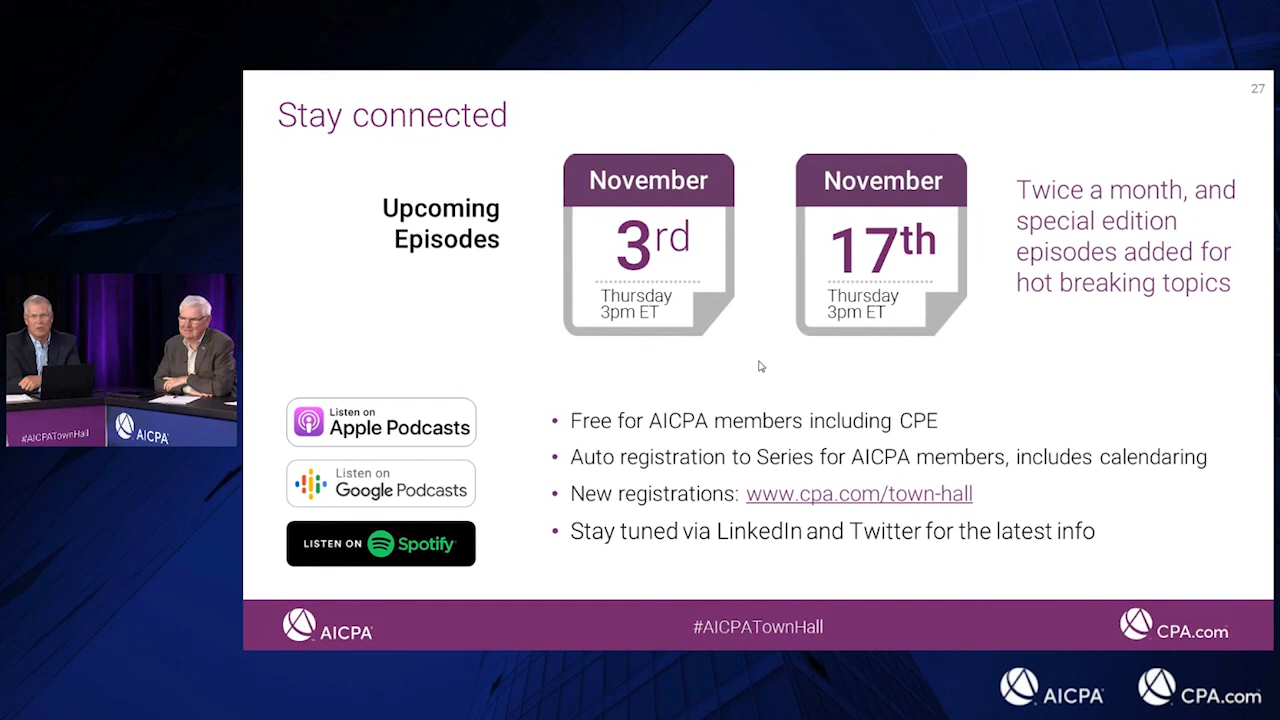 27
Stay connected
Upcoming
Episodes
November
3rd
Thursday
3pm ET
November
17th
Thursday
3pm ET
Twice a month, and
special edition
episodes added for
hot breaking topics
#AICPATownHall
AICPA
Listen on
Apple Podcasts
Listen on
Google Podcasts
LISTEN ON Spotify
• Free for AICPA members including CPE
• Auto registration to Series for AICPA members, includes calendaring
• New registrations: www.cpa.com/town-hall
• Stay tuned via LinkedIn and Twitter for the latest info
AICPA
#AICPATownHall
CPA.com
AICPA
CPA.com